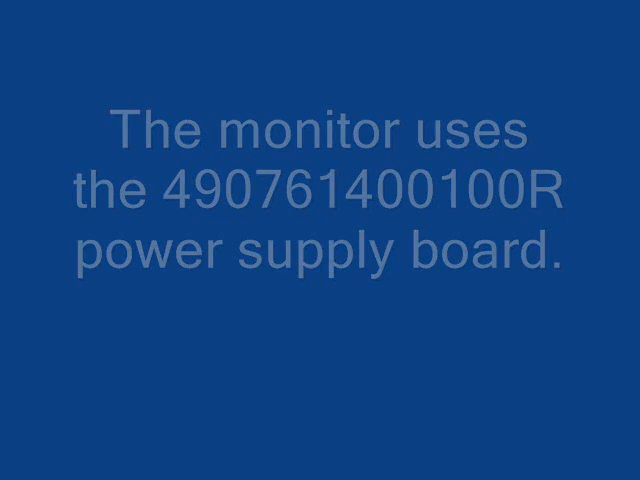 The monitor uses
the 490761400100R
power supply board.